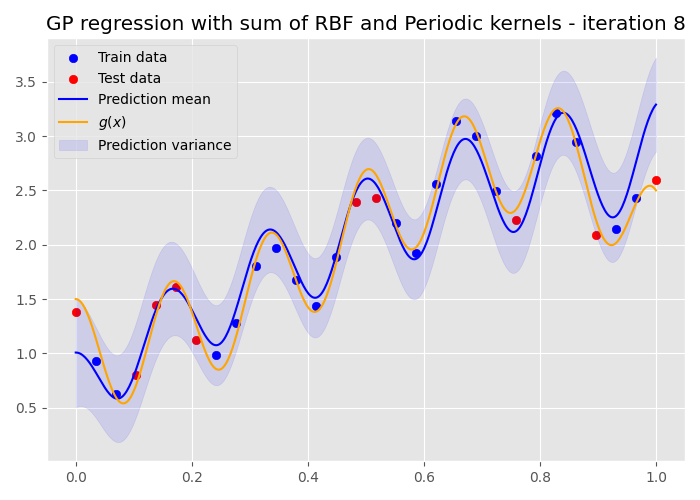 GP regression with sum of RBF and Periodic kernels - iteration 8
Train data
Test data
Prediction mean
g(x)
Prediction variance
3.5
3.0
2.5
2.0
1.5
1.0
0.5
0.0 0.2 0.4 0.6 0.8 1.0